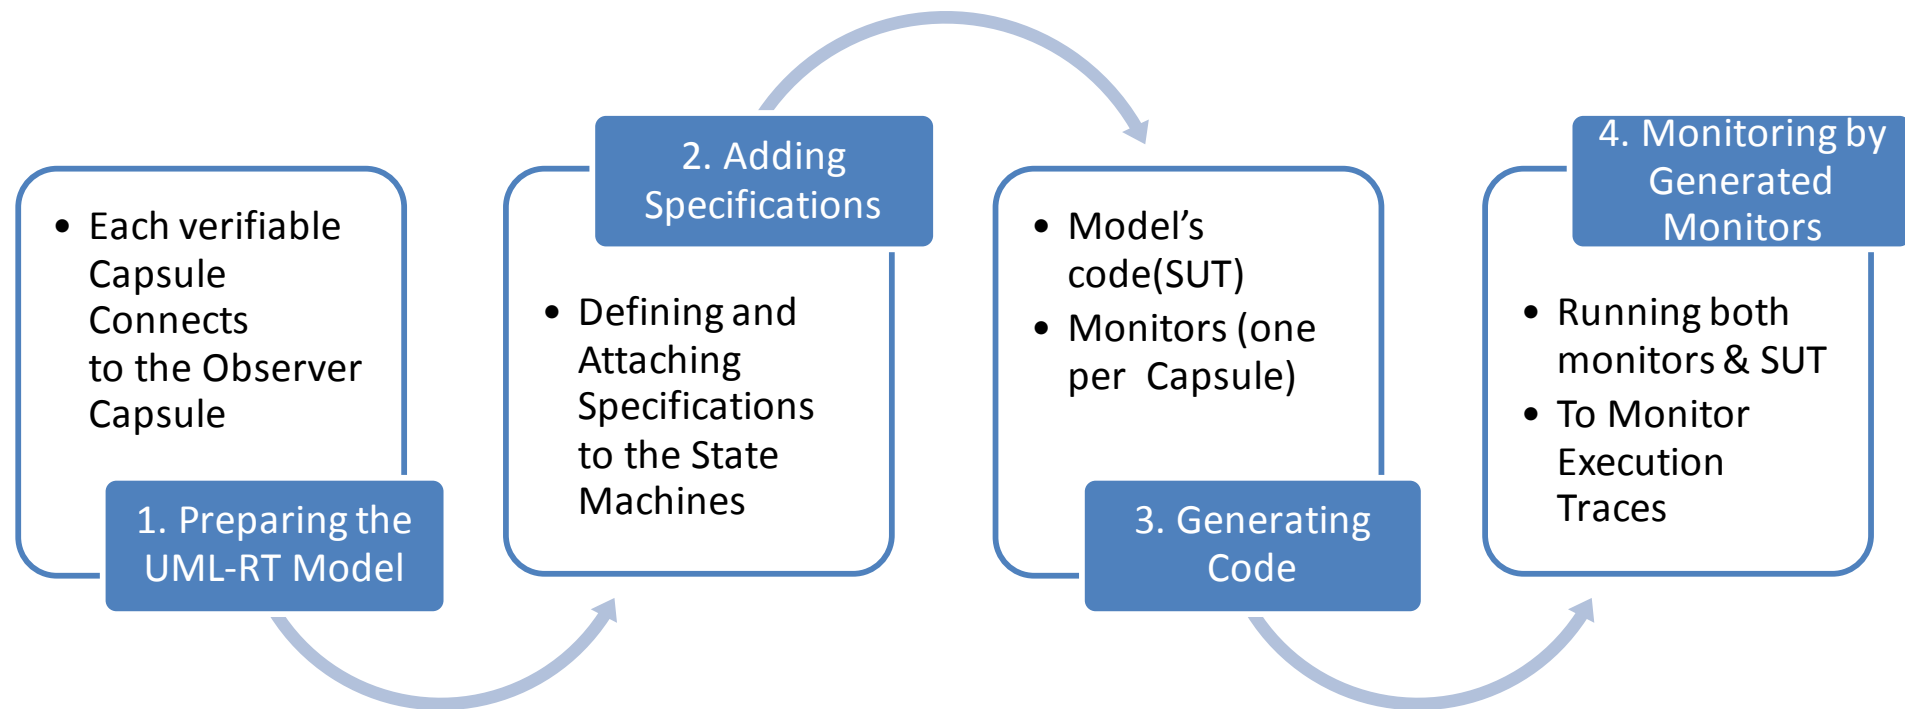 • Each verifiable
Capsule
Connects
to the Observer
Capsule
1. Preparing the
UML-RT Model
2. Adding
Specifications
• Defining and
Attaching
Specifications
to the State
Machines
• Model’s
code(SUT)
• Monitors (one
per Capsule)
3. Generating
Code
4. Monitoring by
Generated
Monitors
• Running both
monitors & SUT
• To Monitor
Execution
Traces